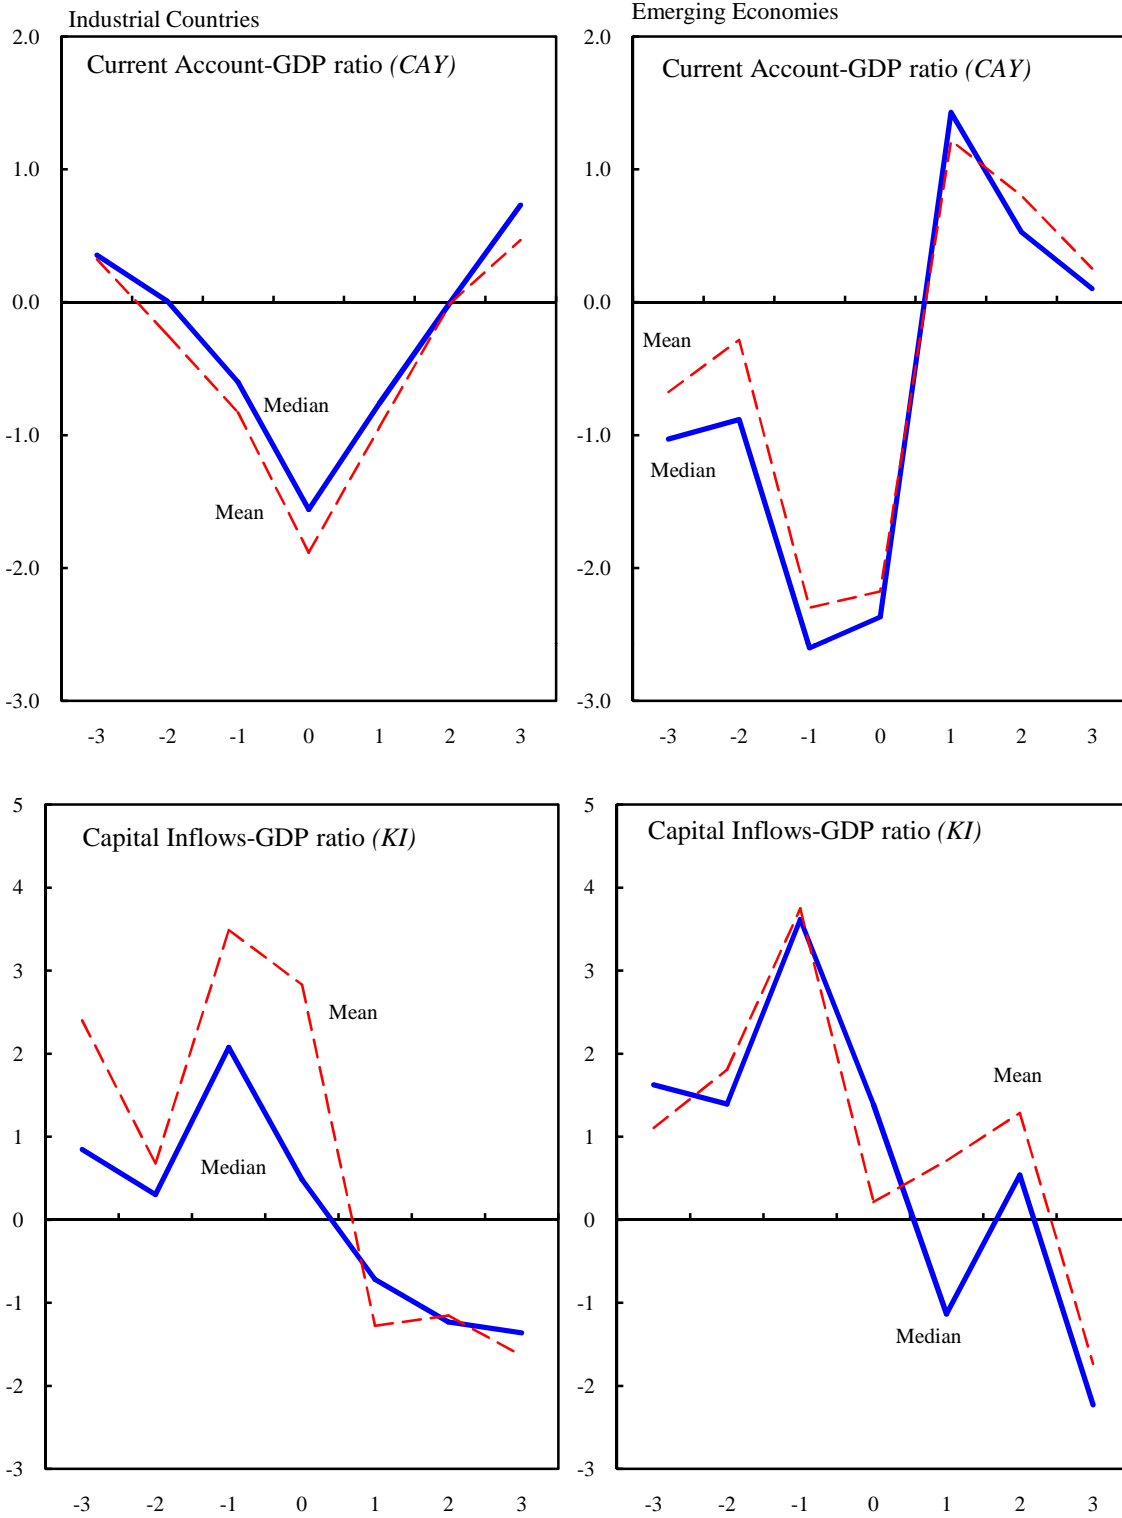 Industrial Countries
Emerging Economies
Current Account-GDP ratio (CAY)
2.0
1.0
0.0
-1.0
-2.0
-3.0
Median
Mean
-3 -2 -1 0 1 2 3
Current Account-GDP ratio (CAY)
2.0
1.0
0.0
-1.0
-2.0
-3.0
Mean
Median
-3 -2 -1 0 1 2 3
Capital Inflows-GDP ratio (KI)
5
4
3
2
1
0
-1
-2
-3
Mean
Median
-3 -2 -1 0 1 2 3
Capital Inflows-GDP ratio (KI)
5
4
3
2
1
0
-1
-2
-3
Mean
Median
-3 -2 -1 0 1 2 3